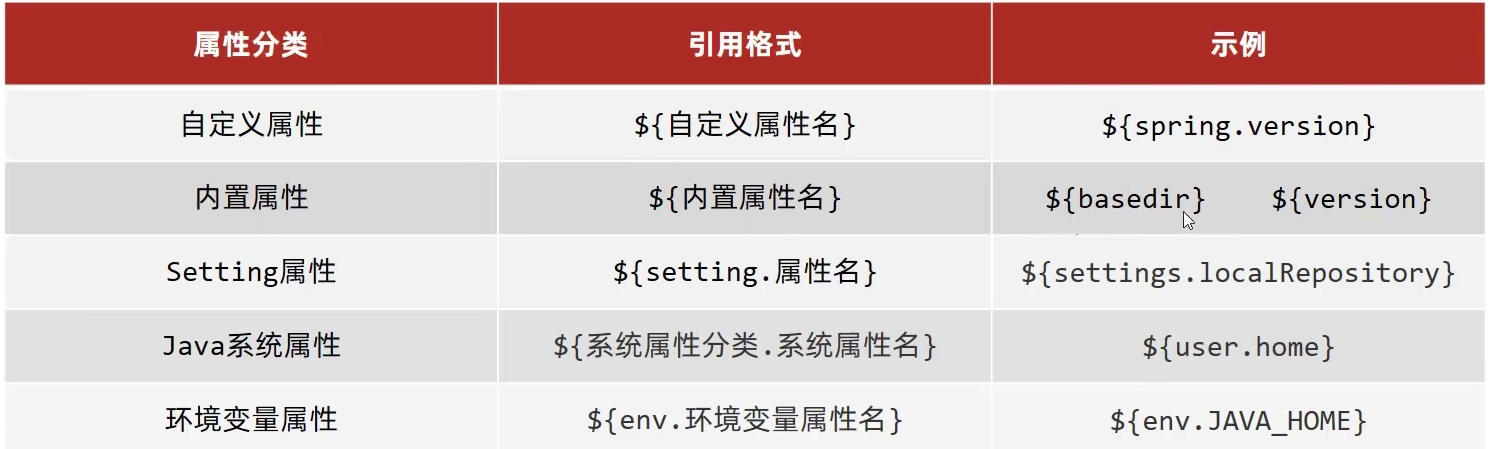 属性分类 引用格式 示例
自定义属性 ${自定义属性名} ${spring.version}
内置属性 ${内置属性名} ${basedir} ${version}
Setting属性 ${setting.属性名} ${settings.localRepository}
Java系统属性 ${系统属性分类.系统属性名} ${user.home}
环境变量属性 ${env.环境变量属性名} ${env.JAVA_HOME}